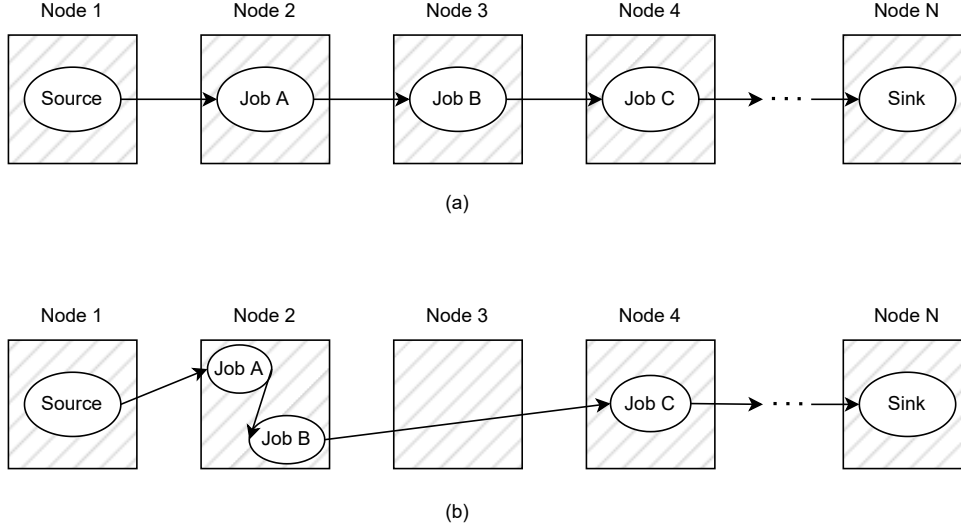 Node 1 Node 2 Node 3 Node 4 Node N
Source Job A Job B Job C ... Sink
(a)
Node 1 Node 2 Node 3 Node 4 Node N
Source Job A Job B Job C ... Sink
(b)